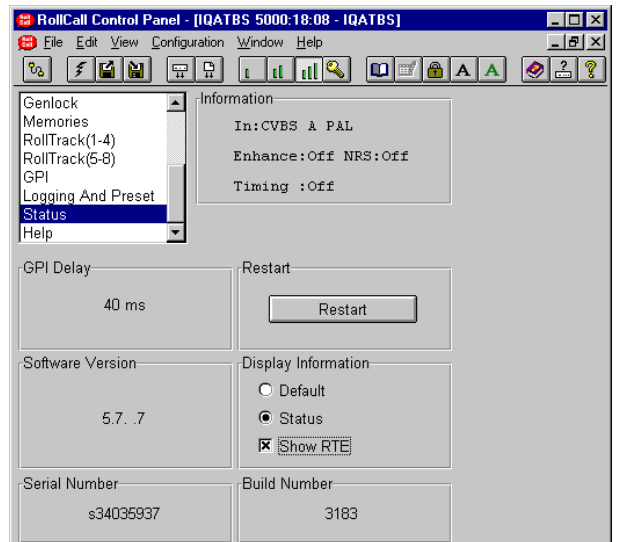 RollCall Control Panel - [IQATBS 5000:18:08 - IQATBS]
File Edit View Configuration Window Help
A A
Genlock
Memories
RollTrack(1-4)
RollTrack(5-8)
GPI
Logging And Preset
Status
Help
Information
In:CVBS A PAL
Enhance:Off NRS:Off
Timing :Off
GPI Delay
40 ms
Restart
Restart
Software Version
5.7. .7
Display Information
Default
Status
Show RTE
Serial Number
s34035937
Build Number
3183